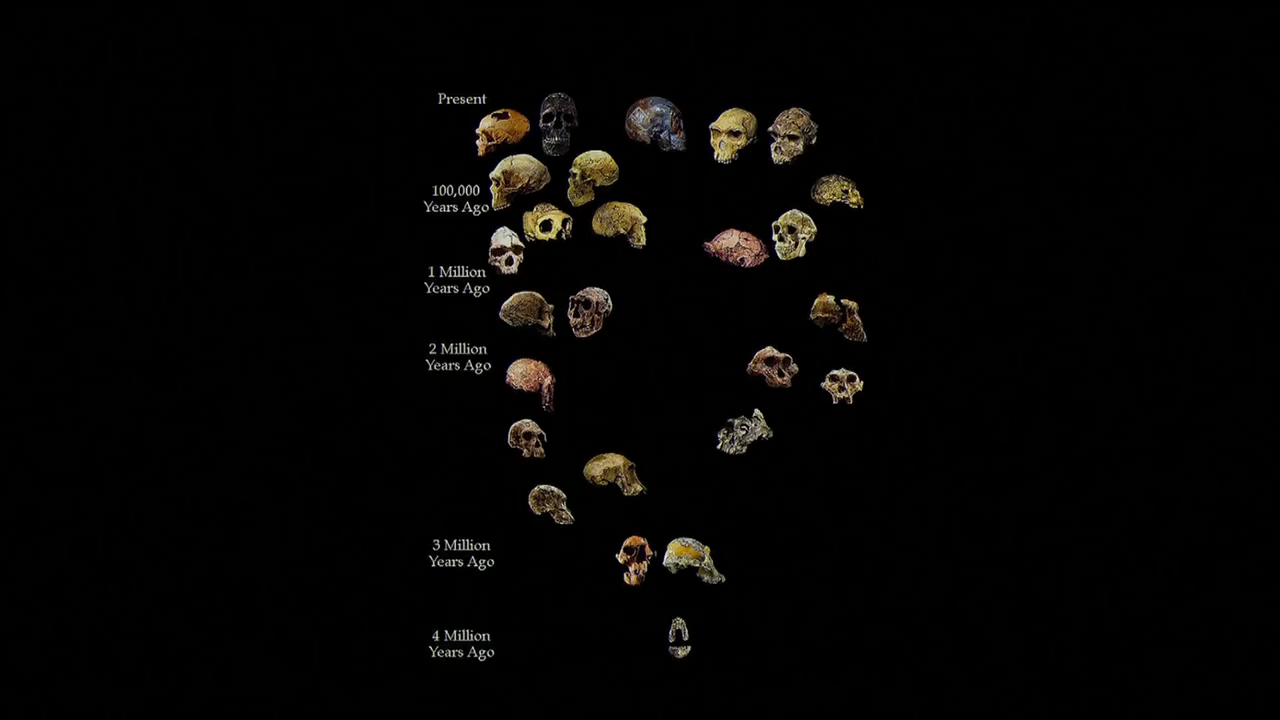 Present
100,000
Years Ago
1 Million
Years Ago
2 Million
Years Ago
3 Million
Years Ago
4 Million
Years Ago